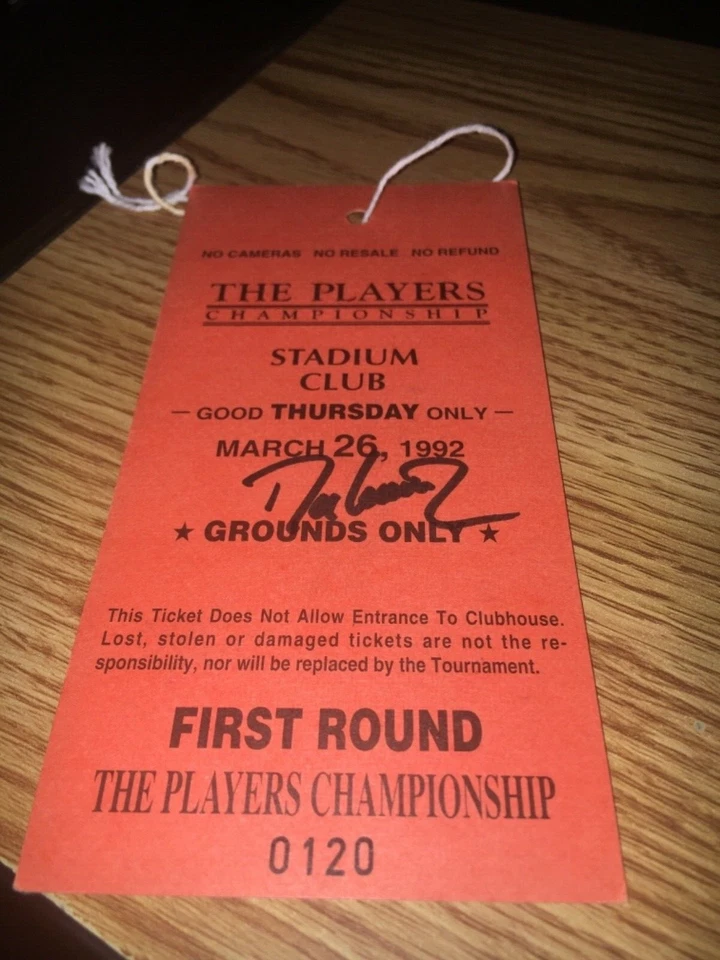 NO CAMERAS NO RESALE NO REFUND
THE PLAYERS
CHAMPIONSHIP
STADIUM
CLUB
— GOOD THURSDAY ONLY —
MARCH 26, 1992
★ GROUNDS ONLY ★
This Ticket Does Not Allow Entrance To Clubhouse.
Lost, stolen or damaged tickets are not the re-
sponsibility, nor will be replaced by the Tournament.
FIRST ROUND
THE PLAYERS CHAMPIONSHIP
0120